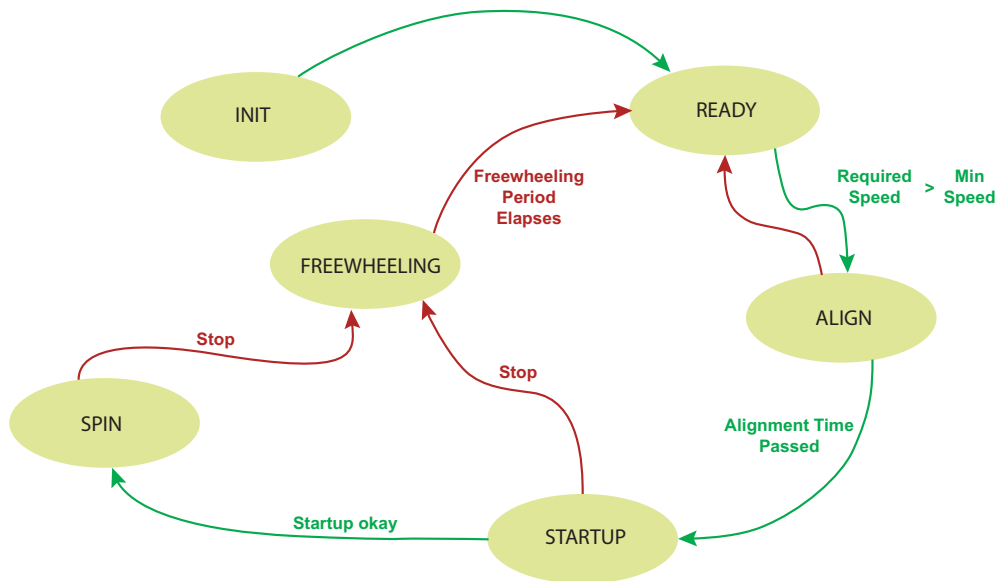 INIT
READY
Required
Speed
>
Min
Speed
Freewheeling
Period
Elapses
FREEWHEELING
ALIGN
Stop
Stop
SPIN
Alignment Time
Passed
Startup okay
STARTUP